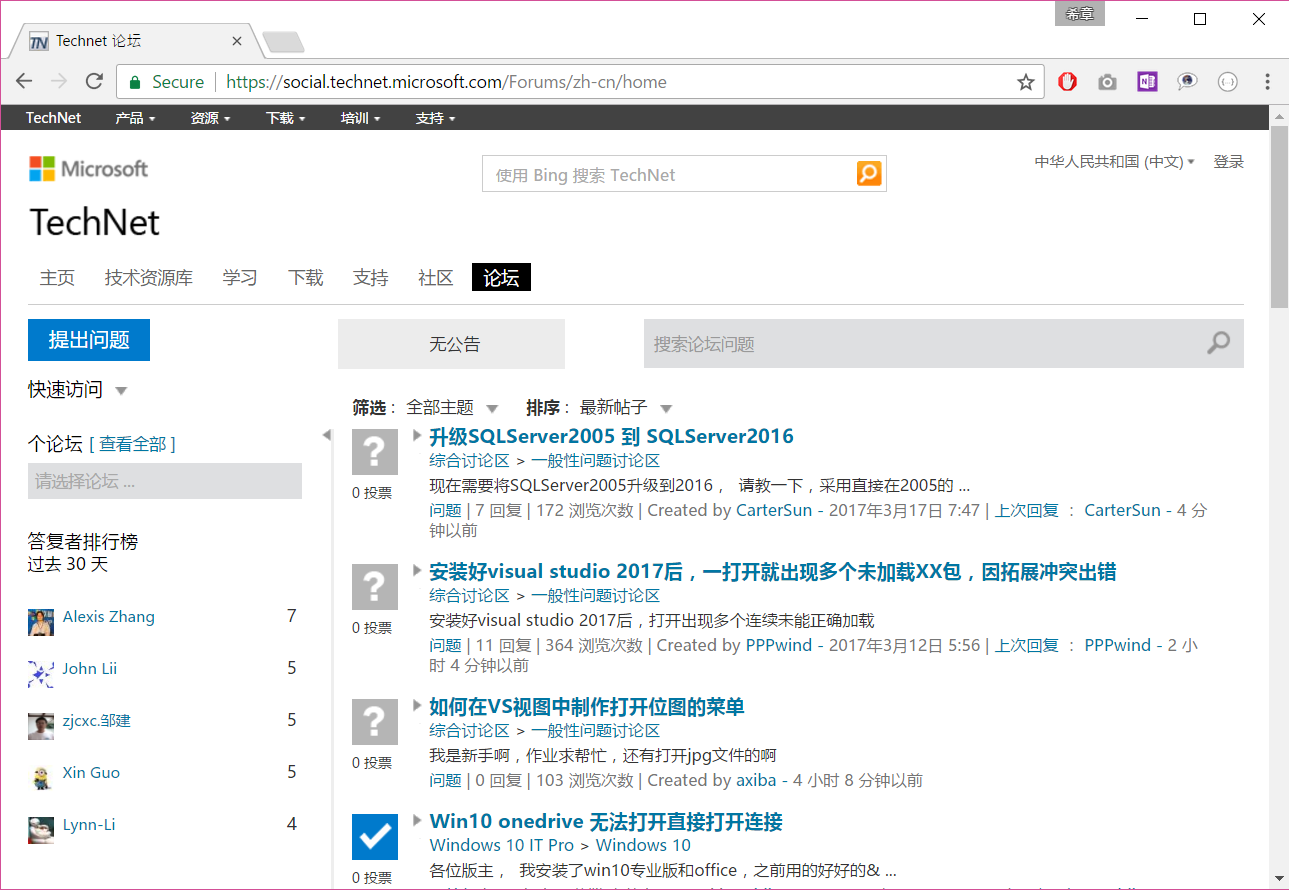 希章
Technet 论坛
Secure https://social.technet.microsoft.com/Forums/zh-cn/home
TechNet 产品 资源 下载 培训 支持
Microsoft
使用 Bing 搜索 TechNet
中华人民共和国 (中文) 登录
TechNet
主页 技术资源库 学习 下载 支持 社区 论坛
提出问题
无公告
搜索论坛问题
快速访问
个论坛 [ 查看全部 ]
请选择论坛 ...
答复者排行榜
过去 30 天
Alexis Zhang 7
John Lii 5
zjcxc.邹建 5
Xin Guo 5
Lynn-Li 4
筛选： 全部主题 排序： 最新帖子
升级SQLServer2005 到 SQLServer2016
综合讨论区 > 一般性问题讨论区
现在需要将SQLServer2005升级到2016， 请教一下，采用直接在2005的 ...
0 投票
问题 | 7 回复 | 172 浏览次数 | Created by CarterSun - 2017年3月17日 7:47 | 上次回复 ： CarterSun - 4 分
钟以前
安装好visual studio 2017后，一打开就出现多个未加载XX包，因拓展冲突出错
综合讨论区 > 一般性问题讨论区
安装好visual studio 2017后，打开出现多个连续未能正确加载
0 投票
问题 | 11 回复 | 364 浏览次数 | Created by PPPwind - 2017年3月12日 5:56 | 上次回复 ： PPPwind - 2 小
时 4 分钟以前
如何在VS视图中制作打开位图的菜单
综合讨论区 > 一般性问题讨论区
我是新手啊，作业求帮忙，还有打开jpg文件的啊
0 投票
问题 | 0 回复 | 103 浏览次数 | Created by axiba - 4 小时 8 分钟以前
Win10 onedrive 无法打开直接打开连接
Windows 10 IT Pro > Windows 10
各位版主， 我安装了win10专业版和office，之前用的好好的& ...
0 投票